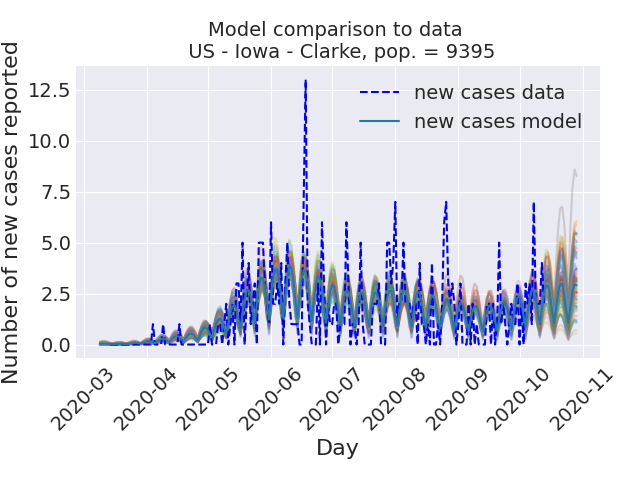 Model comparison to data
US - Iowa - Clarke, pop. = 9395
Number of new cases reported
12.5
10.0
7.5
5.0
2.5
0.0
new cases data
new cases model
2020-03
2020-04
2020-05
2020-06
2020-07
2020-08
2020-09
2020-10
2020-11
Day